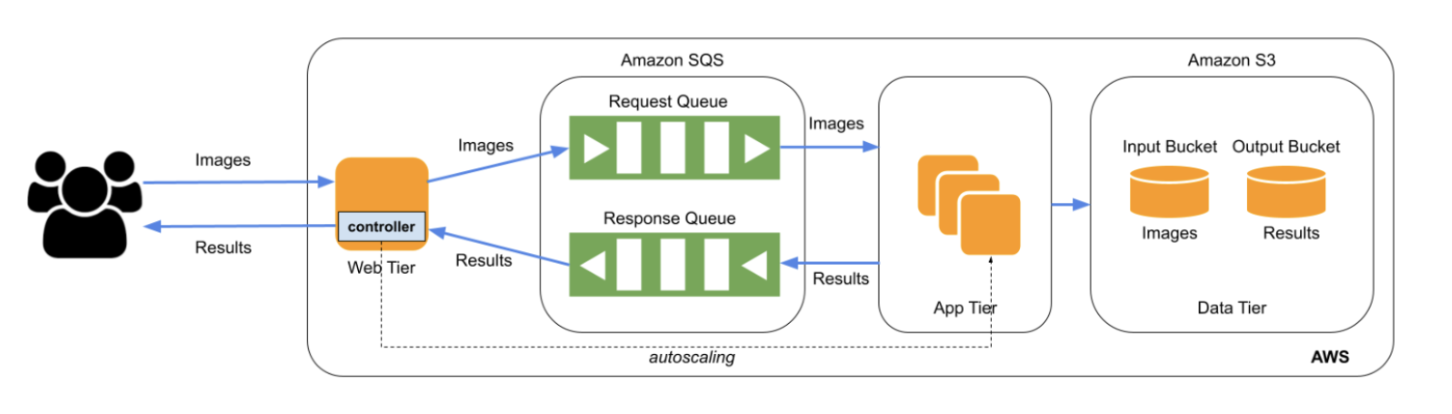 Amazon SQS
Amazon S3
Request Queue
Images
Images
Images
Input Bucket
Output Bucket
Response Queue
controller
Images
Results
Results
Results
Results
Web Tier
App Tier
Data Tier
autoscaling
AWS